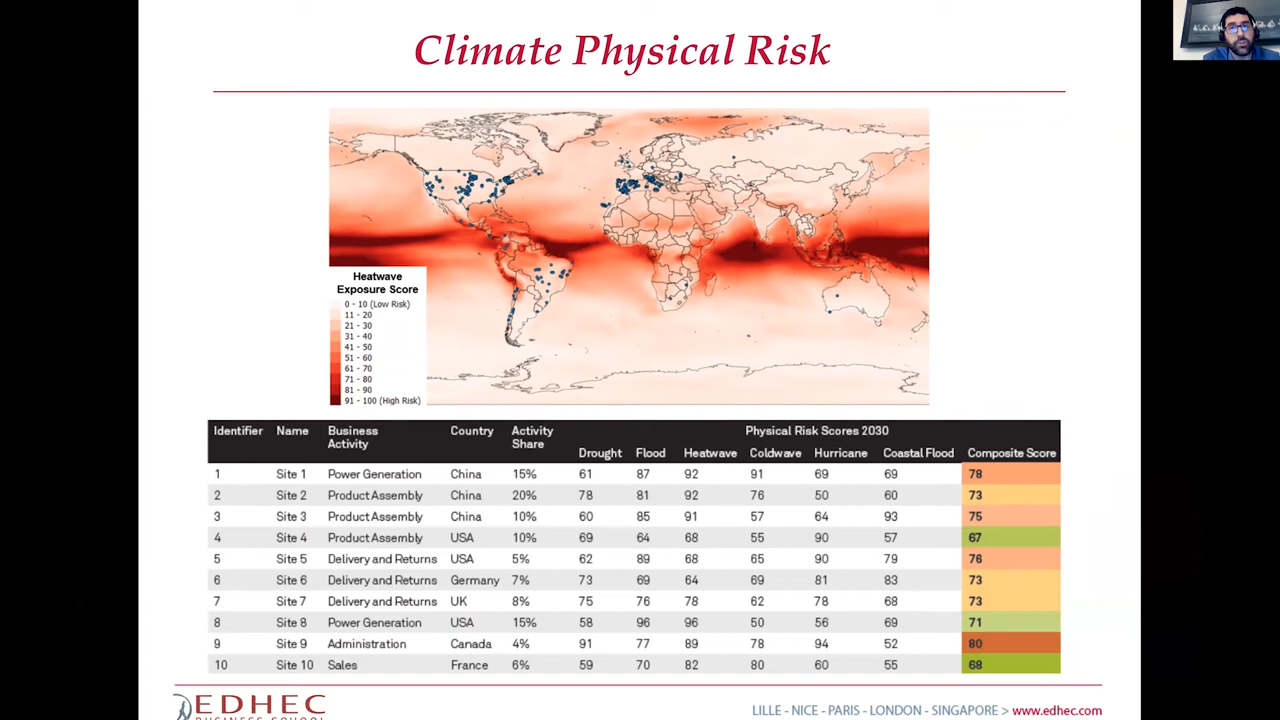 Climate Physical Risk
Heatwave
Exposure Score
0 - 10 (Low Risk)
11 - 20
21 - 30
31 - 40
41 - 50
51 - 60
61 - 70
71 - 80
81 - 90
91 - 100 (High Risk)
Identifier Name Business Activity Country Activity Share Physical Risk Scores 2030
Drought Flood Heatwave Coldwave Hurricane Coastal Flood Composite Score
1 Site 1 Power Generation China 15% 61 87 92 91 69 69 78
2 Site 2 Product Assembly China 20% 78 81 92 76 50 60 73
3 Site 3 Product Assembly China 10% 60 85 91 57 64 93 75
4 Site 4 Product Assembly USA 10% 69 64 68 55 90 57 67
5 Site 5 Delivery and Returns USA 5% 62 89 68 65 90 79 76
6 Site 6 Delivery and Returns Germany 7% 73 69 64 69 81 83 73
7 Site 7 Delivery and Returns UK 8% 75 76 78 62 78 68 73
8 Site 8 Power Generation USA 15% 58 96 96 50 56 69 71
9 Site 9 Administration Canada 4% 91 77 89 78 94 52 80
10 Site 10 Sales France 6% 59 70 82 80 60 55 68
EDHEC
BUSINESS SCHOOL
LILLE - NICE - PARIS - LONDON - SINGAPORE > www.edhec.com